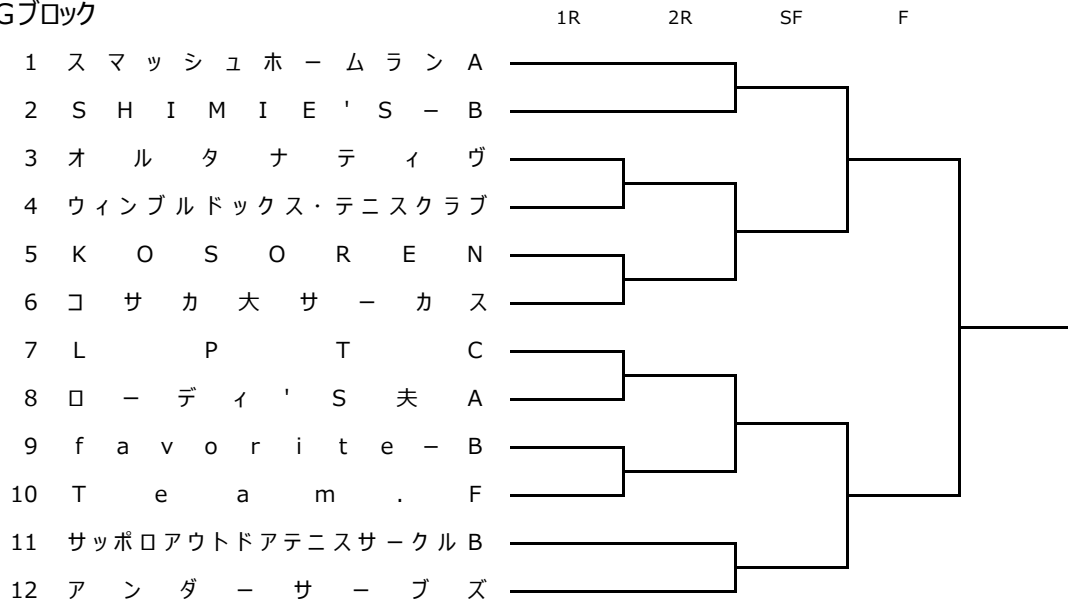 Gブロック 1R 2R SF F
1 スマッシュホームランA
2 SHIMIE'S－B
3 オルタナティヴ
4 ウィンブルドックス・テニスクラブ
5 KOSOREN
6 コサカ大サーカス
7 LPTC
8 ローディ'S夫A
9 favorite－B
10 Team.F
11 サッポロアウトドアテニスサークルB
12 アンダーサーブズ